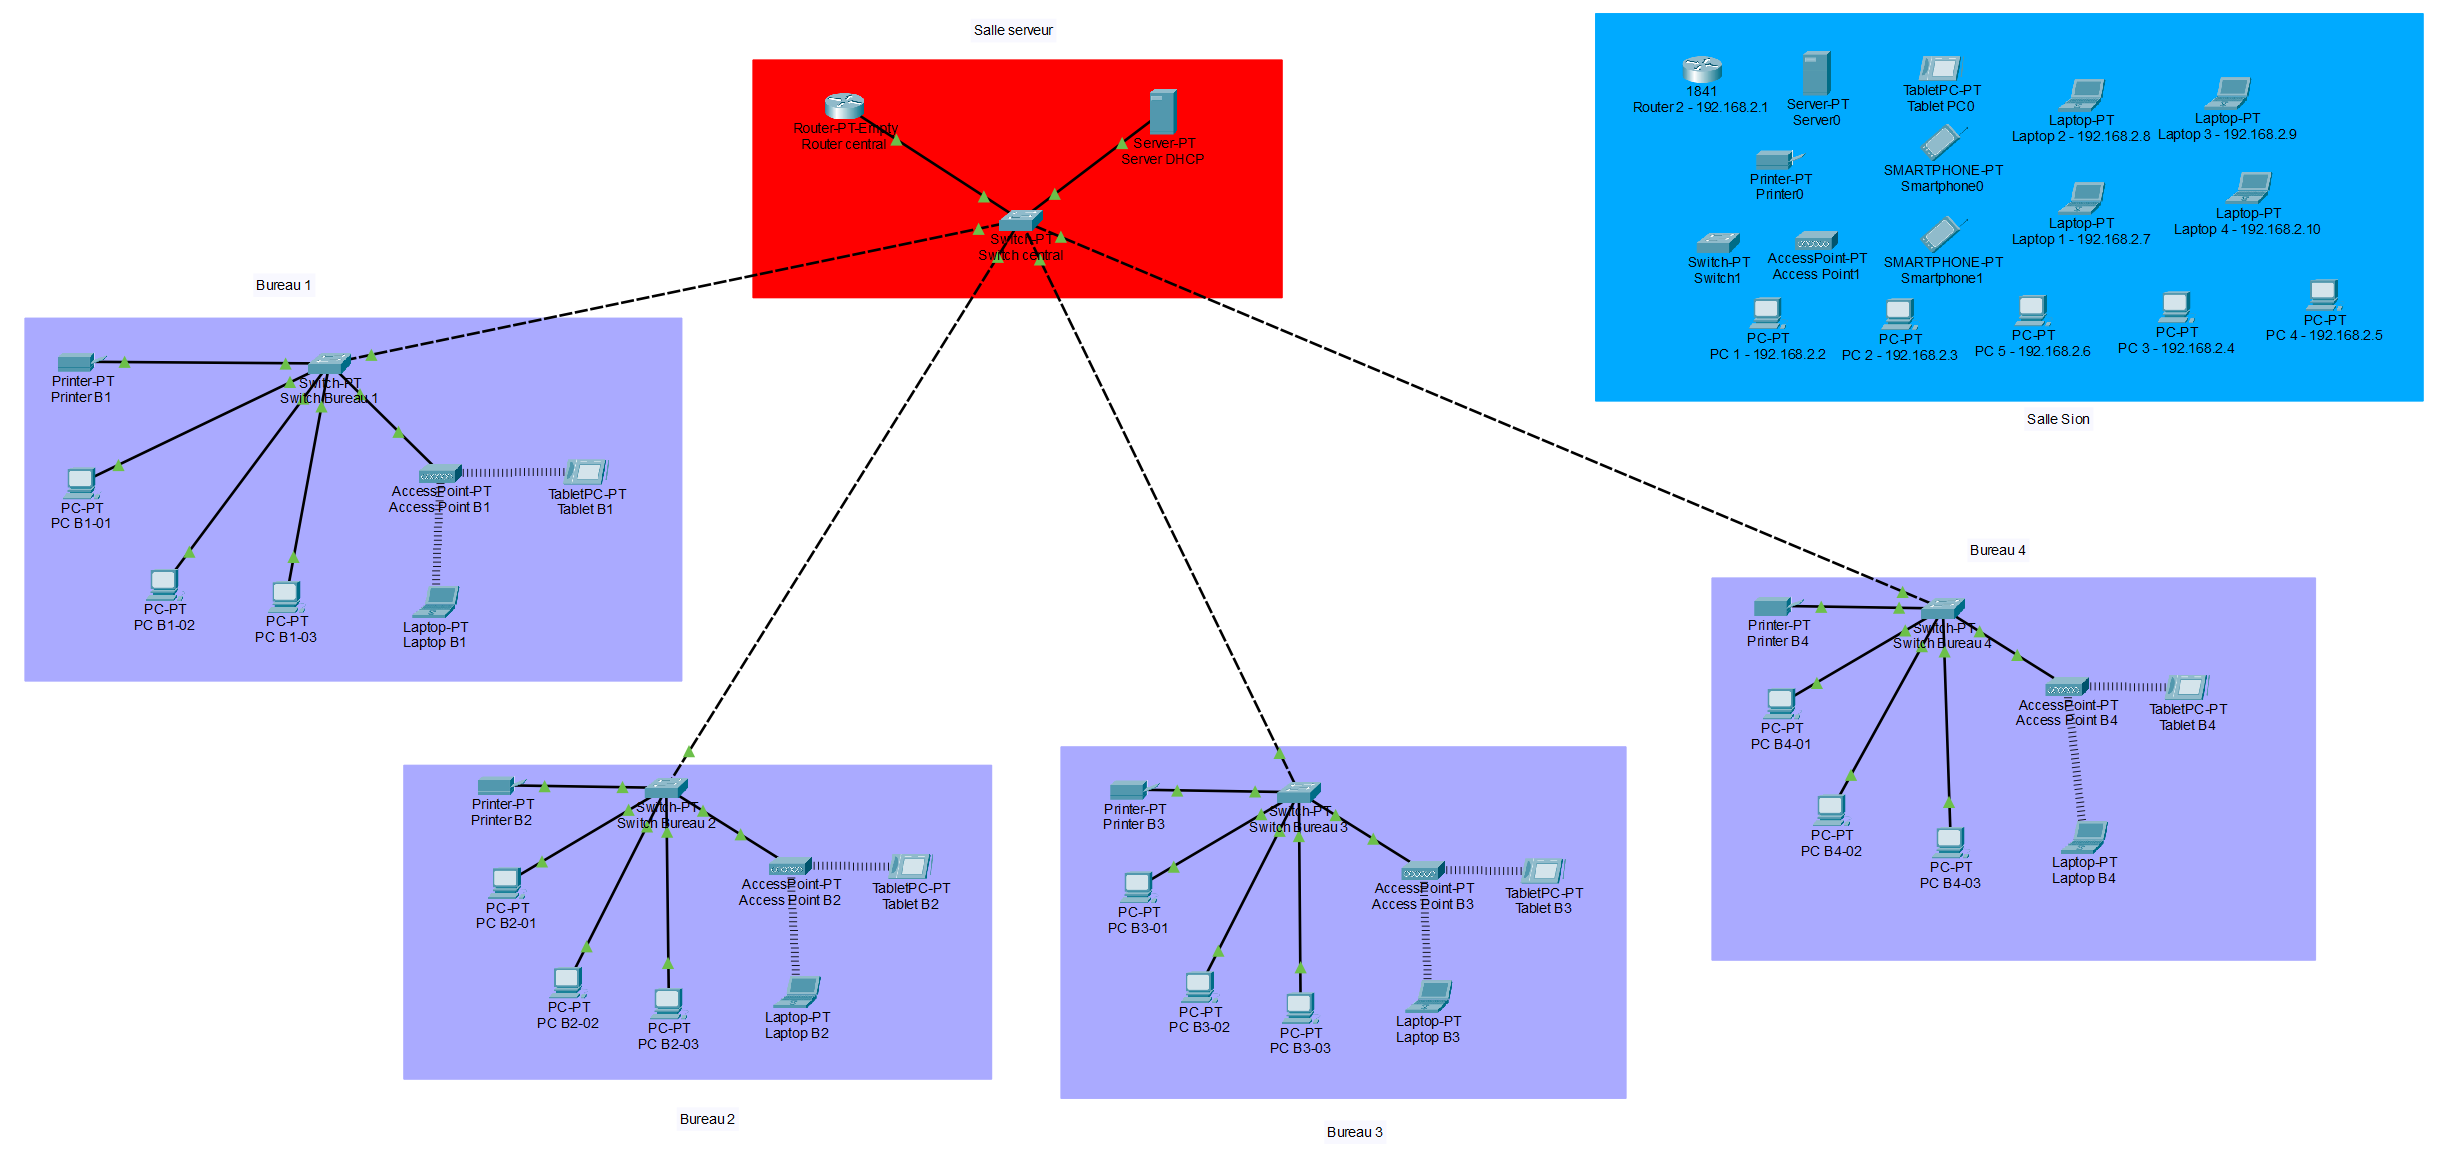 Salle serveur
Router-PT-Empty
Router central
Server-PT
Server DHCP
Switch-PT
Switch central
1841
Router 2 - 192.168.2.1
Server-PT
Server0
TabletPC-PT
Tablet PC0
Laptop-PT
Laptop 2 - 192.168.2.8
Laptop-PT
Laptop 3 - 192.168.2.9
Printer-PT
Printer0
SMARTPHONE-PT
Smartphone0
Laptop-PT
Laptop 1 - 192.168.2.7
Laptop-PT
Laptop 4 - 192.168.2.10
Switch-PT
Switch1
AccessPoint-PT
Access Point1
SMARTPHONE-PT
Smartphone1
PC-PT
PC 1 - 192.168.2.2
PC-PT
PC 2 - 192.168.2.3
PC-PT
PC 5 - 192.168.2.6
PC-PT
PC 3 - 192.168.2.4
PC-PT
PC 4 - 192.168.2.5
Salle Sion
Bureau 1
Printer-PT
Printer B1
Switch-PT
Switch Bureau 1
PC-PT
PC B1-01
AccessPoint-PT
Access Point B1
TabletPC-PT
Tablet B1
PC-PT
PC B1-02
PC-PT
PC B1-03
Laptop-PT
Laptop B1
Bureau 4
Printer-PT
Printer B4
Switch-PT
Switch Bureau 4
PC-PT
PC B4-01
AccessPoint-PT
Access Point B4
TabletPC-PT
Tablet B4
PC-PT
PC B4-02
PC-PT
PC B4-03
Laptop-PT
Laptop B4
Printer-PT
Printer B2
Switch-PT
Switch Bureau 2
PC-PT
PC B2-01
AccessPoint-PT
Access Point B2
TabletPC-PT
Tablet B2
PC-PT
PC B2-02
PC-PT
PC B2-03
Laptop-PT
Laptop B2
Bureau 2
Printer-PT
Printer B3
Switch-PT
Switch Bureau 3
PC-PT
PC B3-01
AccessPoint-PT
Access Point B3
TabletPC-PT
Tablet B3
PC-PT
PC B3-02
PC-PT
PC B3-03
Laptop-PT
Laptop B3
Bureau 3